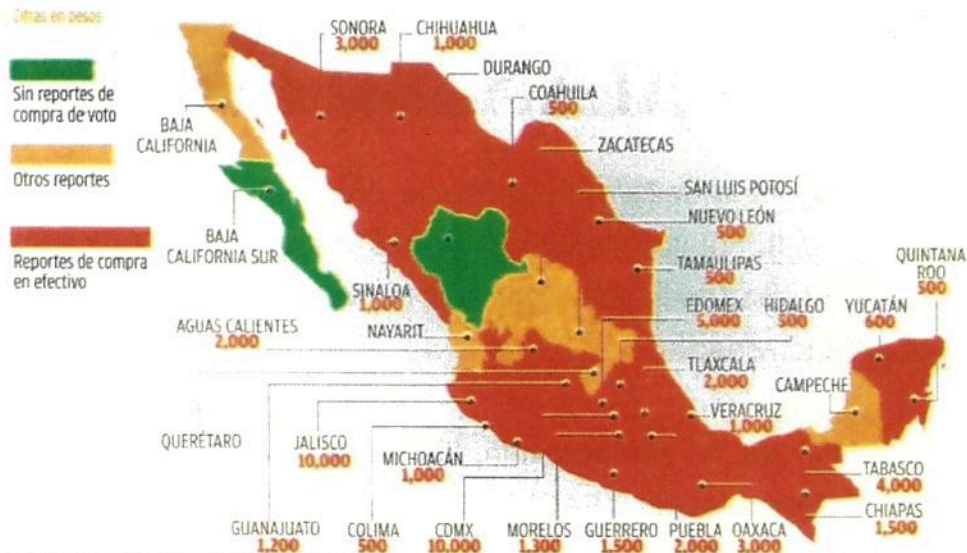 Cifras en pesos
Sin reportes de
compra de voto
Otros reportes
Reportes de compra
en efectivo
SONORA
3,000
CHIHUAHUA
1,000
DURANGO
COAHUILA
500
ZACATECAS
SAN LUIS POTOSÍ
NUEVO LEÓN
500
TAMAULIPAS
500
BAJA
CALIFORNIA
BAJA
CALIFORNIA SUR
SINALOA
1,000
NAYARIT
AGUAS CALIENTES
2,000
EDOMEX
5,000
HIDALGO
500
QUINTANA
ROO
500
YUCATÁN
600
TLAXCALA
2,000
CAMPECHE
VERACRUZ
1,000
QUERÉTARO
JALISCO
10,000
MICHOACÁN
1,000
TABASCO
4,000
CHIAPAS
1,500
GUANAJUATO
1,200
COLIMA
500
CDMX
10,000
MORELOS
1,300
GUERRERO
1,500
PUEBLA
2,000
OAXACA
3,000